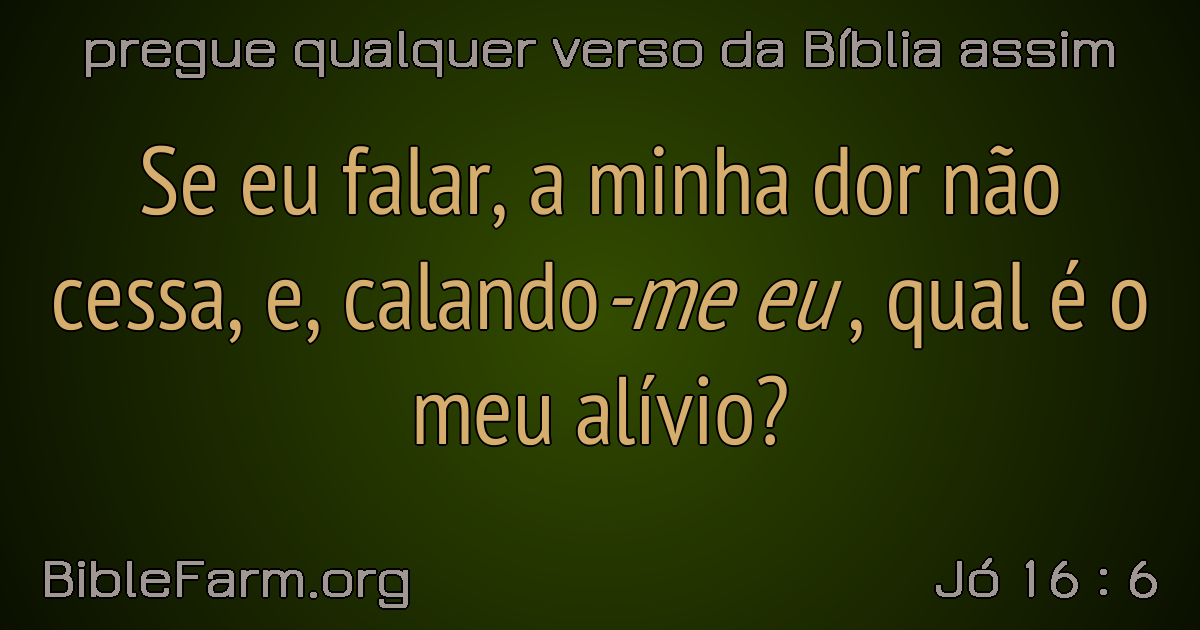 pregue qualquer verso da Bíblia assim
Se eu falar, a minha dor não
cessa, e, calando-me eu, qual é o
meu alívio?
BibleFarm.org
Jó 16 : 6